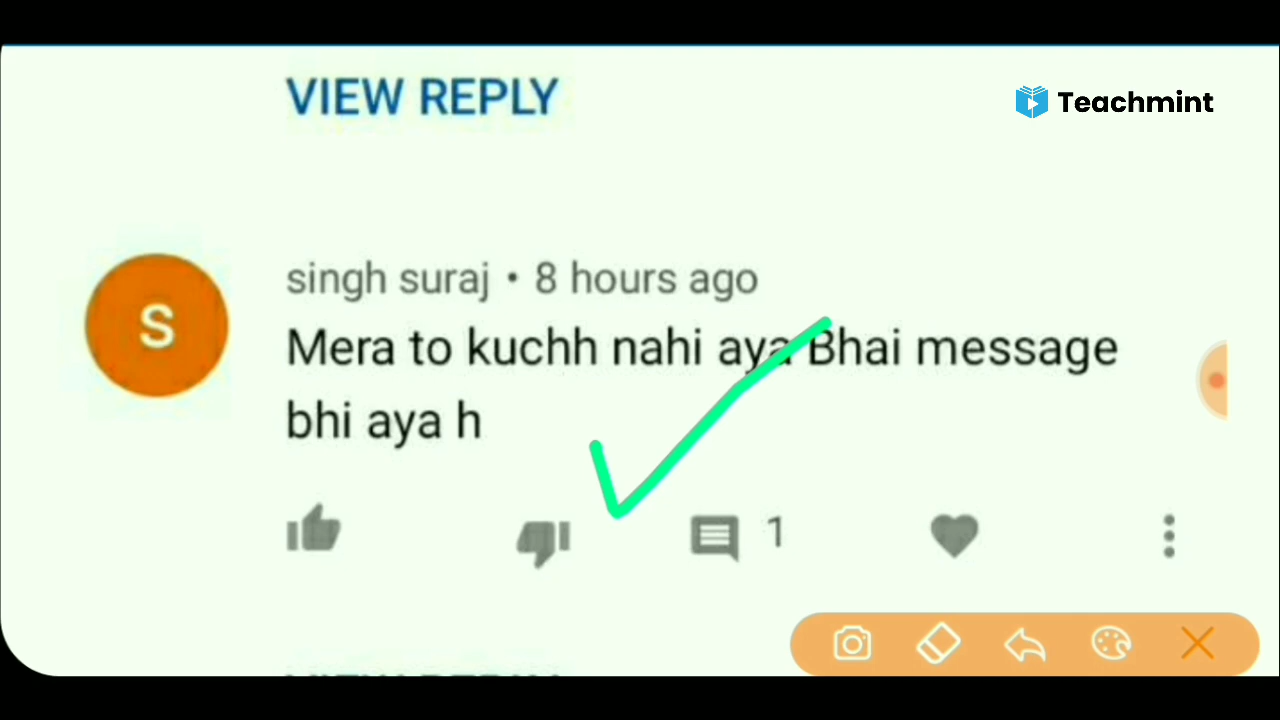 VIEW REPLY
Teachmint
S
singh suraj • 8 hours ago
Mera to kuchh nahi aya Bhai message
bhi aya h
1